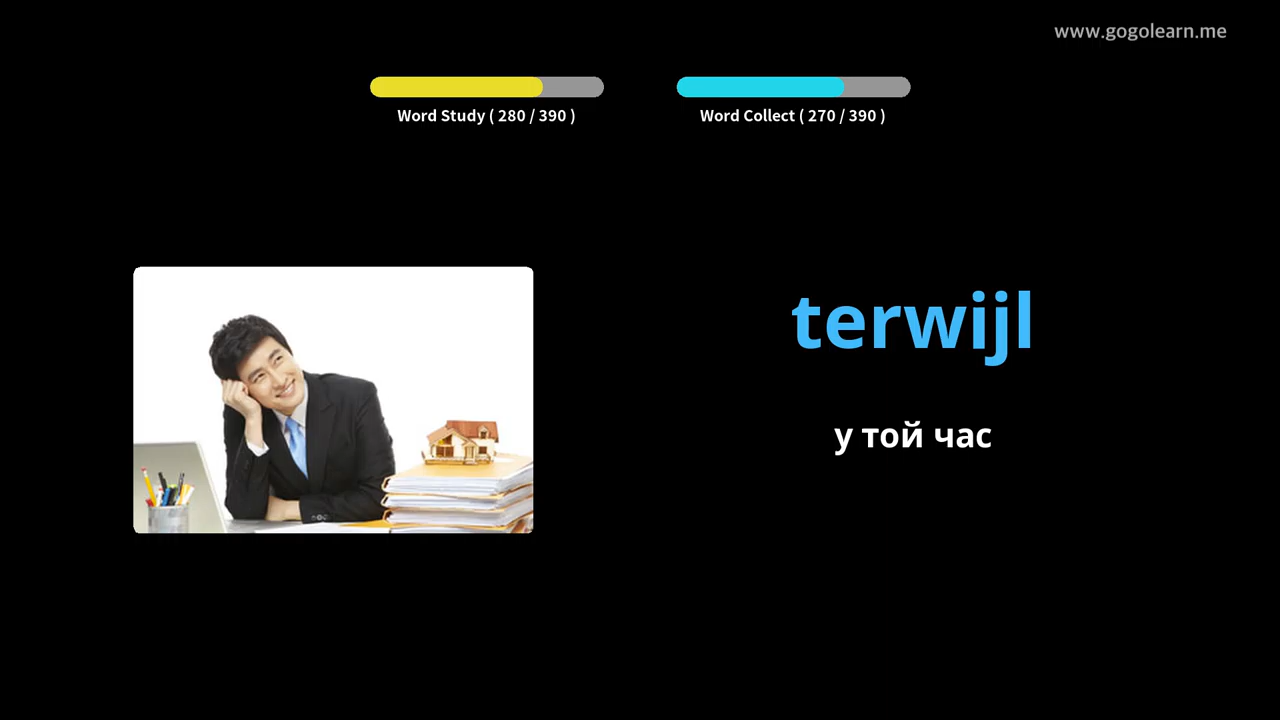 www.gogolearn.me
Word Study ( 280 / 390 )
Word Collect ( 270 / 390 )
terwijl
у той час